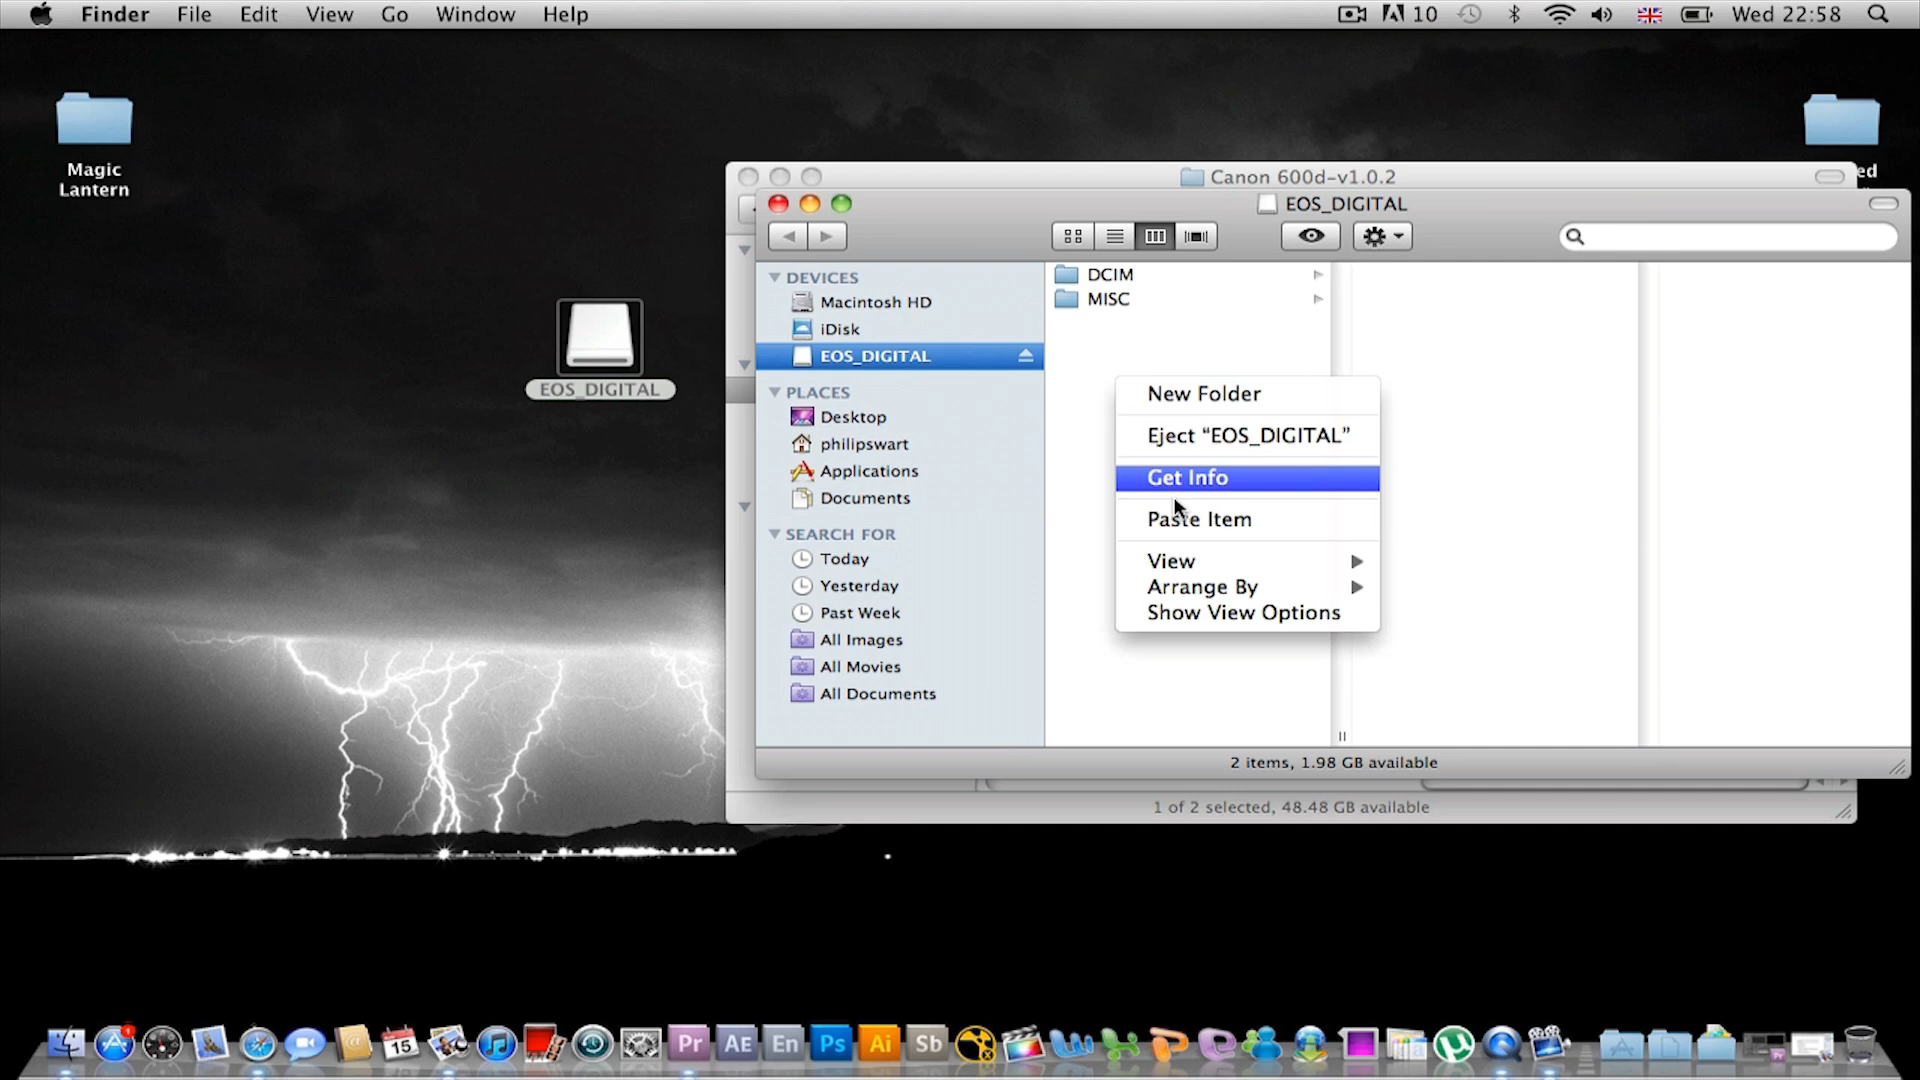 Finder File Edit View Go Window Help 10 Wed 22:58
Magic
Lantern
ed
Canon 600d-v1.0.2
EOS_DIGITAL
DEVICES
Macintosh HD
iDisk
EOS_DIGITAL
PLACES
Desktop
philipswart
Applications
Documents
SEARCH FOR
Today
Yesterday
Past Week
All Images
All Movies
All Documents
DCIM
MISC
New Folder
Eject “EOS_DIGITAL”
Get Info
Paste Item
View
Arrange By
Show View Options
2 items, 1.98 GB available
1 of 2 selected, 48.48 GB available
EOS_DIGITAL
1 15 Pr AE En Ps Ai Sb